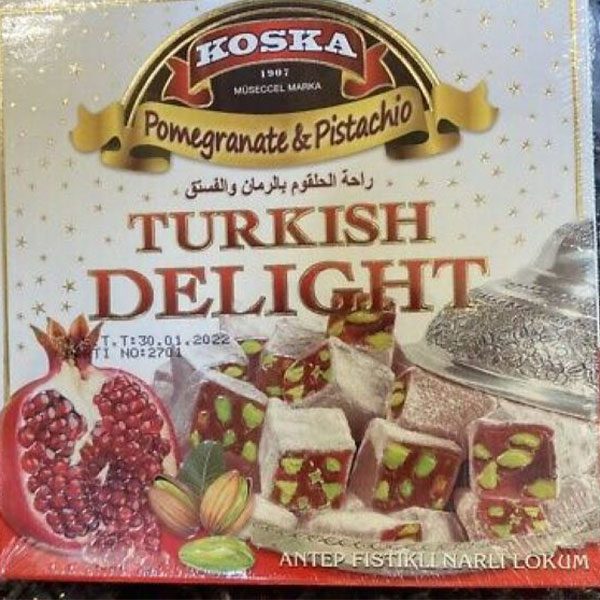 KOSKA
1907
MÜSECCEL MARKA
Pomegranate & Pistachio
راحة الحلقوم بالرمان والفستق
TURKISH
DELIGHT
.T.T:30.01.2022
TI NO:2701
ANTEP FISTIKLI NARLI LOKUM